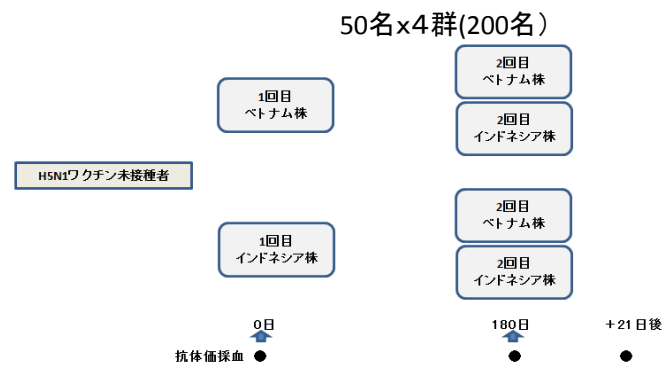 50名x４群(200名）
2回目
ベトナム株
1回目
ベトナム株
2回目
インドネシア株
H5N1ワクチン未接種者
2回目
ベトナム株
1回目
インドネシア株
2回目
インドネシア株
0日
180日
＋21日後
抗体価採血